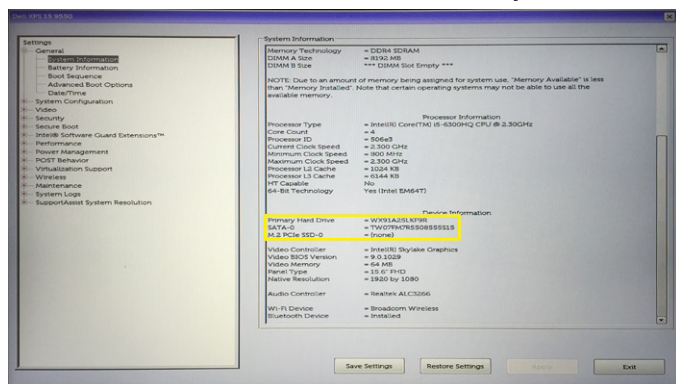 Dell XPS 15 9550
Settings
General
System Information
Battery Information
Boot Sequence
Advanced Boot Options
Date/Time
System Configuration
Video
Security
Secure Boot
Intel® Software Guard Extensions™
Performance
Power Management
POST Behavior
Virtualization Support
Wireless
Maintenance
System Logs
SupportAssist System Resolution
System Information
Memory Technology = DDR4 SDRAM
DIMM A Size = 8192 MB
DIMM B Size *** DIMM Slot Empty ***
NOTE: Due to an amount of memory being assigned for system use, "Memory Available" is less
than "Memory Installed". Note that certain operating systems may not be able to use all the
available memory.
Processor Information
Processor Type = Intel(R) Core(TM) i5-6300HQ CPU @ 2.30GHz
Core Count = 4
Processor ID = 506e3
Current Clock Speed = 2.300 GHz
Minimum Clock Speed = 800 MHz
Maximum Clock Speed = 2.300 GHz
Processor L2 Cache = 1024 KB
Processor L3 Cache = 6144 KB
HT Capable No
64-Bit Technology Yes (Intel EM64T)
Device Information
Primary Hard Drive
SATA-0
M.2 PCIe SSD-0 = (none)
Video Controller = Intel(R) Skylake Graphics
Video BIOS Version = 9.0.1029
Video Memory = 64 MB
Panel Type = 15.6" FHD
Native Resolution = 1920 by 1080
Audio Controller = Realtek ALC3266
Wi-Fi Device = Broadcom Wireless
Bluetooth Device = Installed
Save Settings
Restore Settings
Apply
Exit